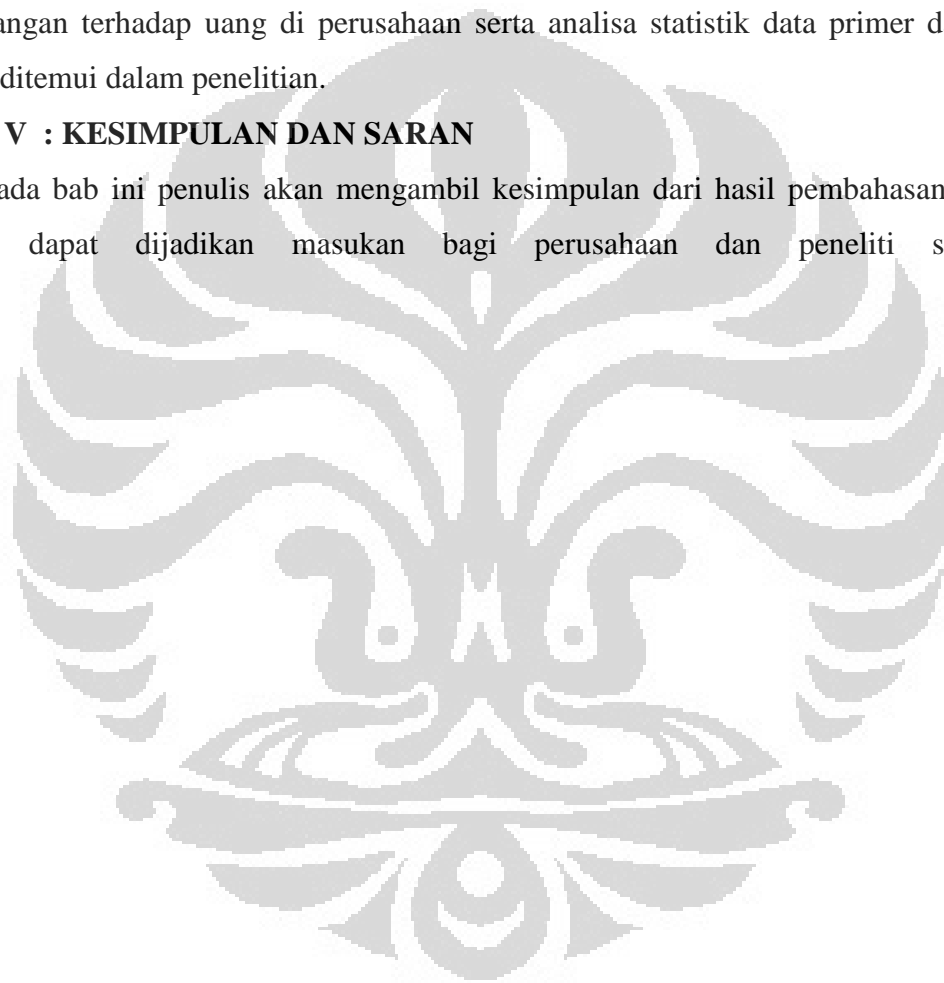 angan terhadap uang di perusahaan serta analisa statistik data primer d
ditemui dalam penelitian.
V : KESIMPULAN DAN SARAN
ada bab ini penulis akan mengambil kesimpulan dari hasil pembahasan
dapat dijadikan masukan bagi perusahaan dan peneliti s